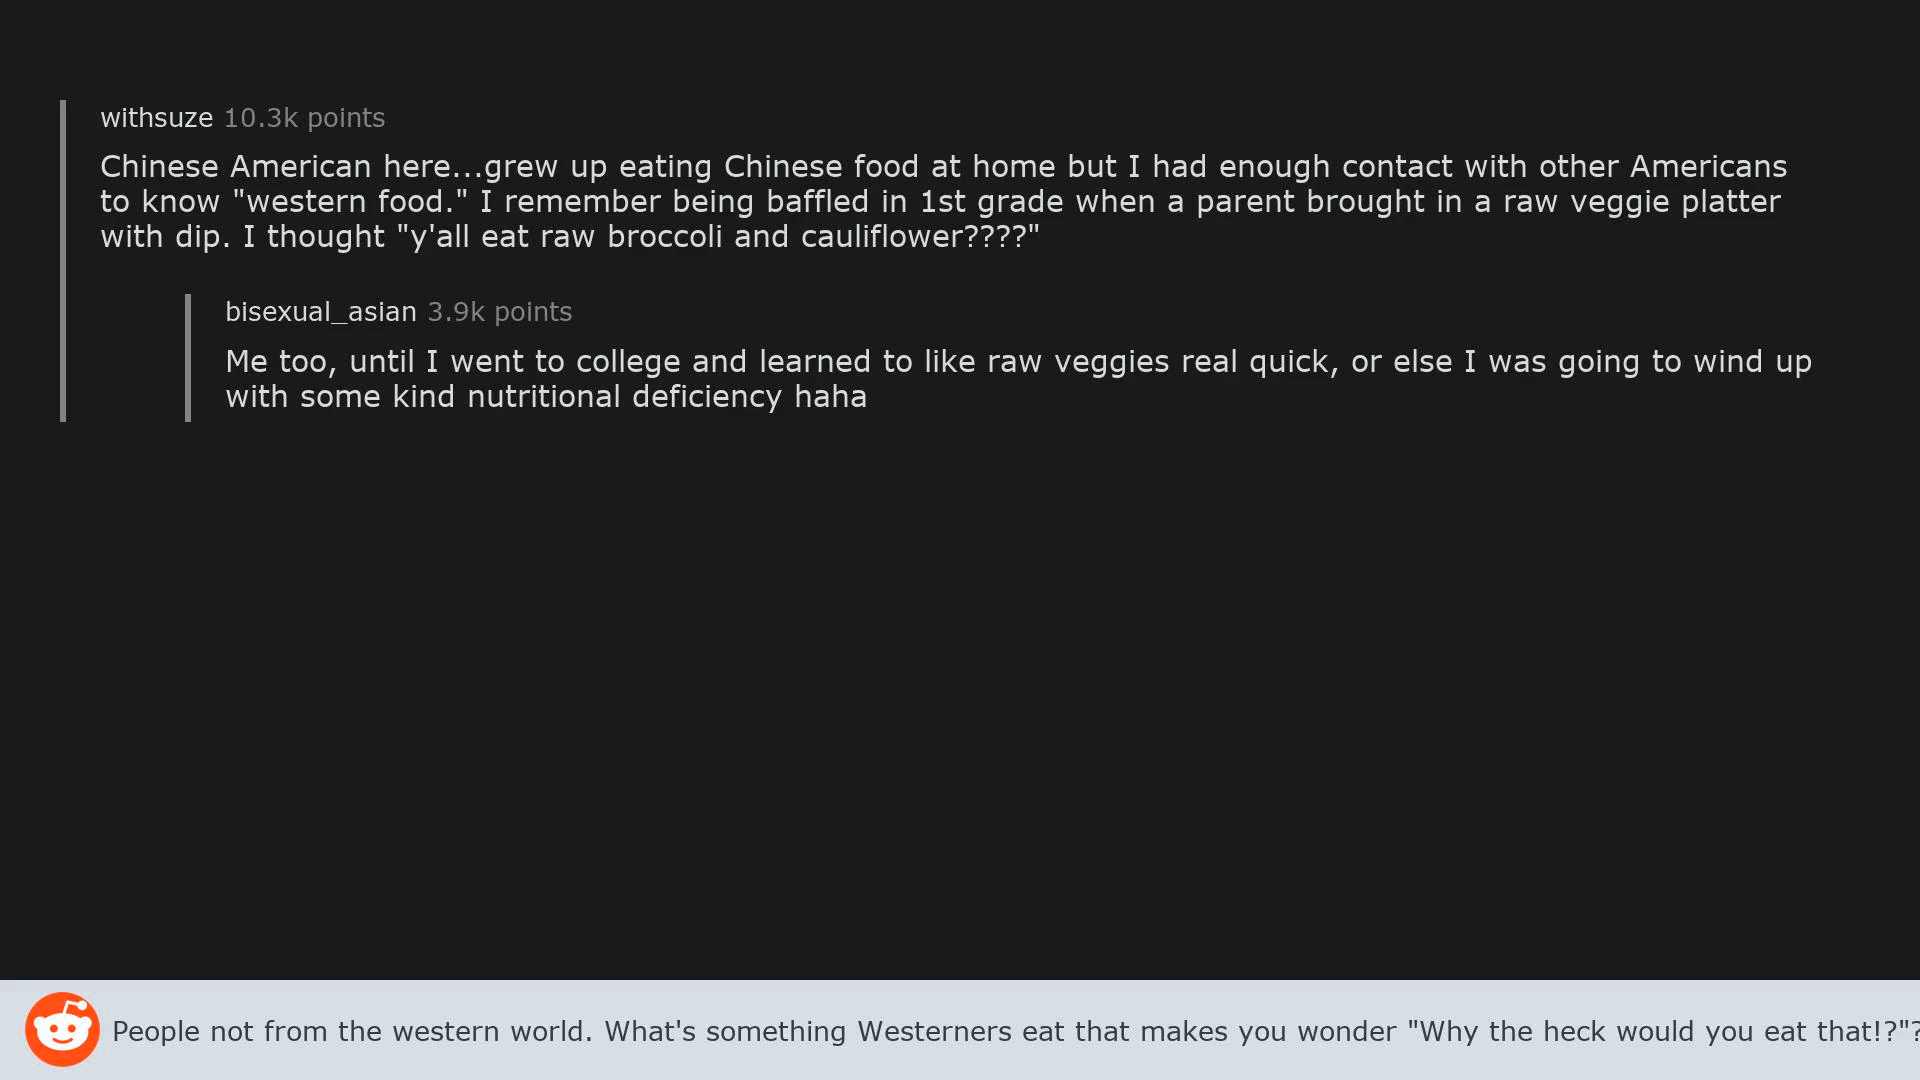 withsuze 10.3k points
Chinese American here...grew up eating Chinese food at home but I had enough contact with other Americans
to know "western food." I remember being baffled in 1st grade when a parent brought in a raw veggie platter
with dip. I thought "y'all eat raw broccoli and cauliflower????"
bisexual_asian 3.9k points
Me too, until I went to college and learned to like raw veggies real quick, or else I was going to wind up
with some kind nutritional deficiency haha
People not from the western world. What's something Westerners eat that makes you wonder "Why the heck would you eat that!?"?